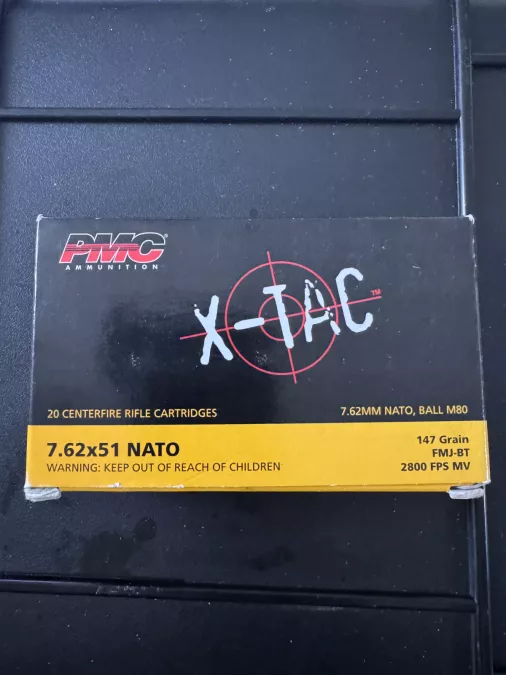 PMC®
AMMUNITION
X-TAC™
20 CENTERFIRE RIFLE CARTRIDGES
7.62MM NATO, BALL M80
7.62x51 NATO
WARNING: KEEP OUT OF REACH OF CHILDREN
147 Grain
FMJ-BT
2800 FPS MV